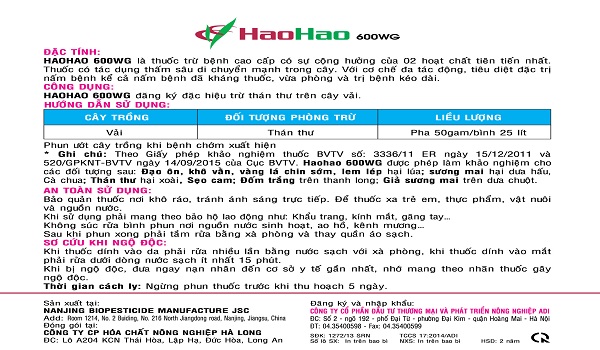 HaoHao 600WG
ĐẶC TÍNH:
HAOHAO 600WG là thuốc trừ bệnh cao cấp có sự cộng hưởng của 02 hoạt chất tiên tiến nhất.
Thuốc có tác dụng thấm sâu di chuyển mạnh trong cây. Với cơ chế đa tác động, tiêu diệt đặc trị
nấm bệnh kể cả nấm bệnh đã kháng thuốc, vừa phòng và trị bệnh kéo dài.
CÔNG DỤNG:
HAOHAO 600WG đăng ký đặc hiệu trừ thán thư trên cây vải.
HƯỚNG DẪN SỬ DỤNG:
CÂY TRỒNG ĐỐI TƯỢNG PHÒNG TRỪ LIỀU LƯỢNG
Vải Thán thư Pha 50gam/bình 25 lít
Phun ướt cây trồng khi bệnh chớm xuất hiện
* Ghi chú: Theo Giấy phép khảo nghiệm thuốc BVTV số: 3336/11 ER ngày 15/12/2011 và
520/GPKNT-BVTV ngày 14/09/2015 của Cục BVTV. Haohao 600WG được phép làm khảo nghiệm cho
các đối tượng sau: Đạo ôn, khô vằn, vàng lá chín sớm, lem lép hại lúa; sương mai hại dưa hấu,
Cà chua; Thán thư hại xoài, Sẹo cam; Đốm trắng trên thanh long; Giả sương mai trên dưa chuột.
AN TOÀN SỬ DỤNG:
Bảo quản thuốc nơi khô ráo, tránh ánh sáng trực tiếp. Để thuốc xa trẻ em, thực phẩm, vật nuôi
và nguồn nước.
Khi sử dụng phải mang theo bảo hộ lao động như: Khẩu trang, kính mắt, găng tay...
Không súc rửa bình phun nơi nguồn nước sinh hoạt, ao hồ, kênh mương...
Sau khi phun xong phải tắm rửa bằng xà phòng và thay quần áo sạch.
SƠ CỨU KHI NGỘ ĐỘC:
Khi thuốc dính vào da phải rửa nhiều lần bằng nước sạch với xà phòng, khi thuốc dính vào mắt
phải rửa dưới dòng nước sạch ít nhất 15 phút.
Khi bị ngộ độc, đưa ngay nạn nhân đến cơ sở y tế gần nhất, nhớ mang theo nhãn thuốc gây
ngộ độc.
Thời gian cách ly: Ngừng phun thuốc trước khi thu hoạch 5 ngày.
Sản xuất tại:
NANJING BIOPESTICIDE MANUFACTURE JSC
Add: Room 1214, No. 2 Buiding, No. 216 North Jiangdong road, Nanjing, Jiangsu, China
Đóng gói tại:
CÔNG TY CP HÓA CHẤT NÔNG NGHIỆP HÀ LONG
ĐC: Lô A204 KCN Thái Hòa, Lập Hạ, Đức Hòa, Long An.
Đăng ký và nhập khẩu:
CÔNG TY CỔ PHẦN ĐẦU TƯ THƯƠNG MẠI VÀ PHÁT TRIỂN NÔNG NGHIỆP ADI
ĐC: Số 2 - ngõ 192 - phố Đại Từ - phường Đại Kim - quận Hoàng Mai - Hà Nội
ĐT: 04.35400598 - Fax: 04.35400599
SĐK: 1272/13 SRN TCCS 17:2014/ADI
Số lô SX: In trên bao bì NXS: In trên bao bì HSD: 2 năm